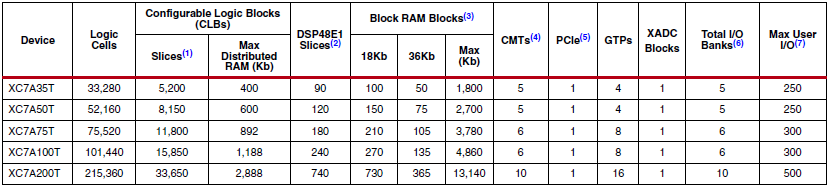 Device Logic Cells Configurable Logic Blocks (CLBs) DSP48E1 Slices(2) Block RAM Blocks(3) CMTs(4) PCIe(5) GTPs XADC Blocks Total I/O Banks(6) Max User I/O(7)
Slices(1) Max Distributed RAM (Kb) 18Kb 36Kb Max (Kb)
XC7A35T 33,280 5,200 400 90 100 50 1,800 5 1 4 1 5 250
XC7A50T 52,160 8,150 600 120 150 75 2,700 5 1 4 1 5 250
XC7A75T 75,520 11,800 892 180 210 105 3,780 6 1 8 1 6 300
XC7A100T 101,440 15,850 1,188 240 270 135 4,860 6 1 8 1 6 300
XC7A200T 215,360 33,650 2,888 740 730 365 13,140 10 1 16 1 10 500